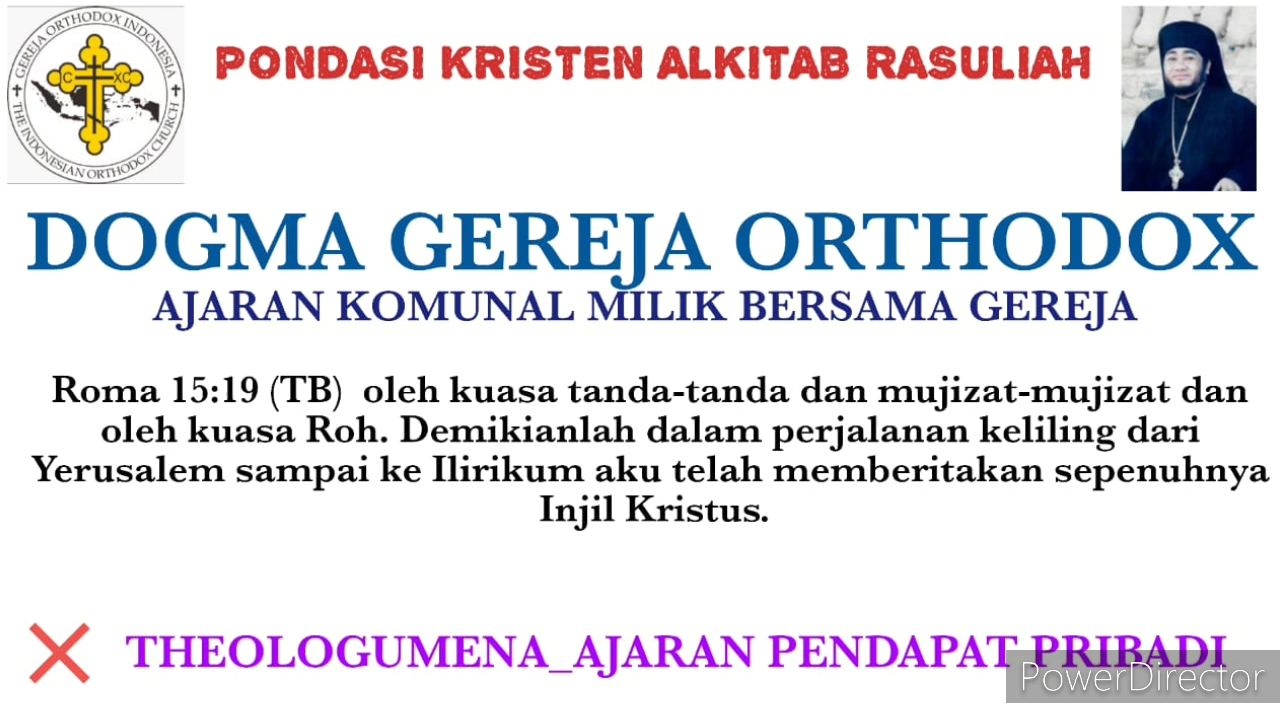 GEREJA ORTHODOX INDONESIA
THE INDONESIAN ORTHODOX CHURCH
C XC
PONDASI KRISTEN ALKITAB RASULIAH
DOGMA GEREJA ORTHODOX
AJARAN KOMUNAL MILIK BERSAMA GEREJA
Roma 15:19 (TB) oleh kuasa tanda-tanda dan mujizat-mujizat dan
oleh kuasa Roh. Demikianlah dalam perjalanan keliling dari
Yerusalem sampai ke Ilirikum aku telah memberitakan sepenuhnya
Injil Kristus.
THEOLOGUMENA_AJARAN PENDAPAT PRIBADI
PowerDirector